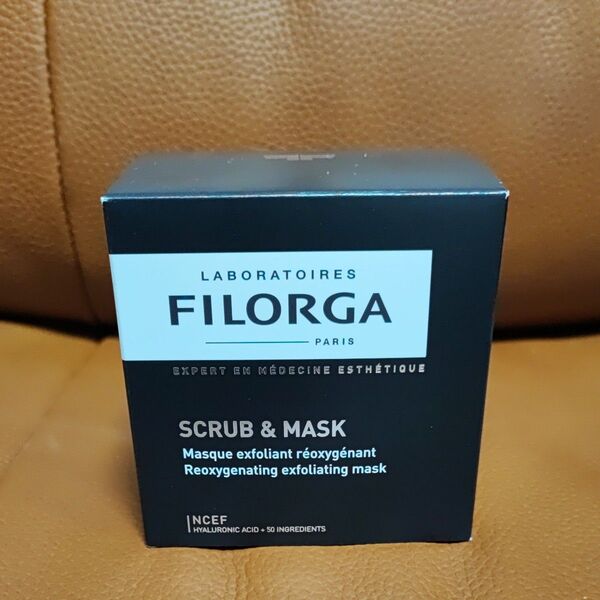 LABORATOIRES
FILORGA
PARIS
EXPERT EN MÉDECINE ESTHÉTIQUE
SCRUB & MASK
Masque exfoliant réoxygénant
Reoxygenating exfoliating mask
NCEF
HYALURONIC ACID + 50 INGREDIENTS